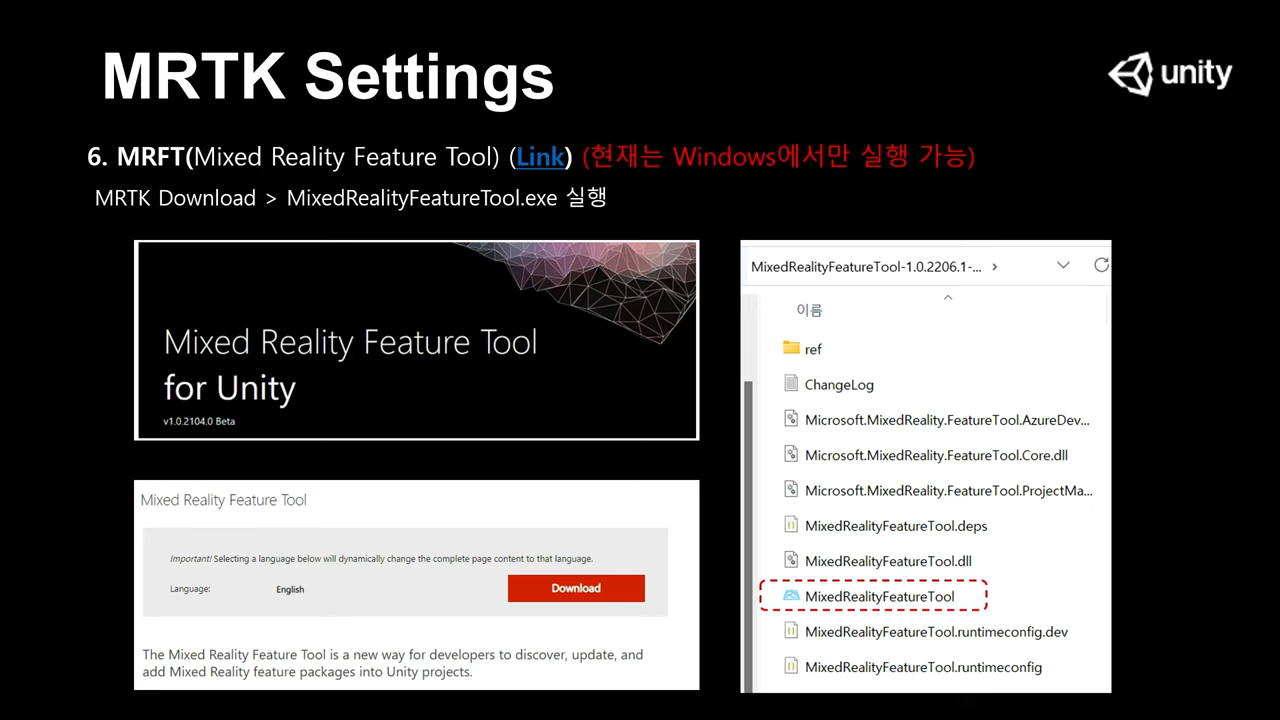 MRTK Settings
unity
6. MRFT(Mixed Reality Feature Tool) (Link) (현재는 Windows에서만 실행 가능)
MRTK Download > MixedRealityFeatureTool.exe 실행
Mixed Reality Feature Tool
for Unity
v1.0.2104.0 Beta
Mixed Reality Feature Tool
Important! Selecting a language below will dynamically change the complete page content to that language.
Language: English Download
The Mixed Reality Feature Tool is a new way for developers to discover, update, and
add Mixed Reality feature packages into Unity projects.
MixedRealityFeatureTool-1.0.2206.1-...
이름
ref
ChangeLog
Microsoft.MixedReality.FeatureTool.AzureDev...
Microsoft.MixedReality.FeatureTool.Core.dll
Microsoft.MixedReality.FeatureTool.ProjectMa...
MixedRealityFeatureTool.deps
MixedRealityFeatureTool.dll
MixedRealityFeatureTool
MixedRealityFeatureTool.runtimeconfig.dev
MixedRealityFeatureTool.runtimeconfig